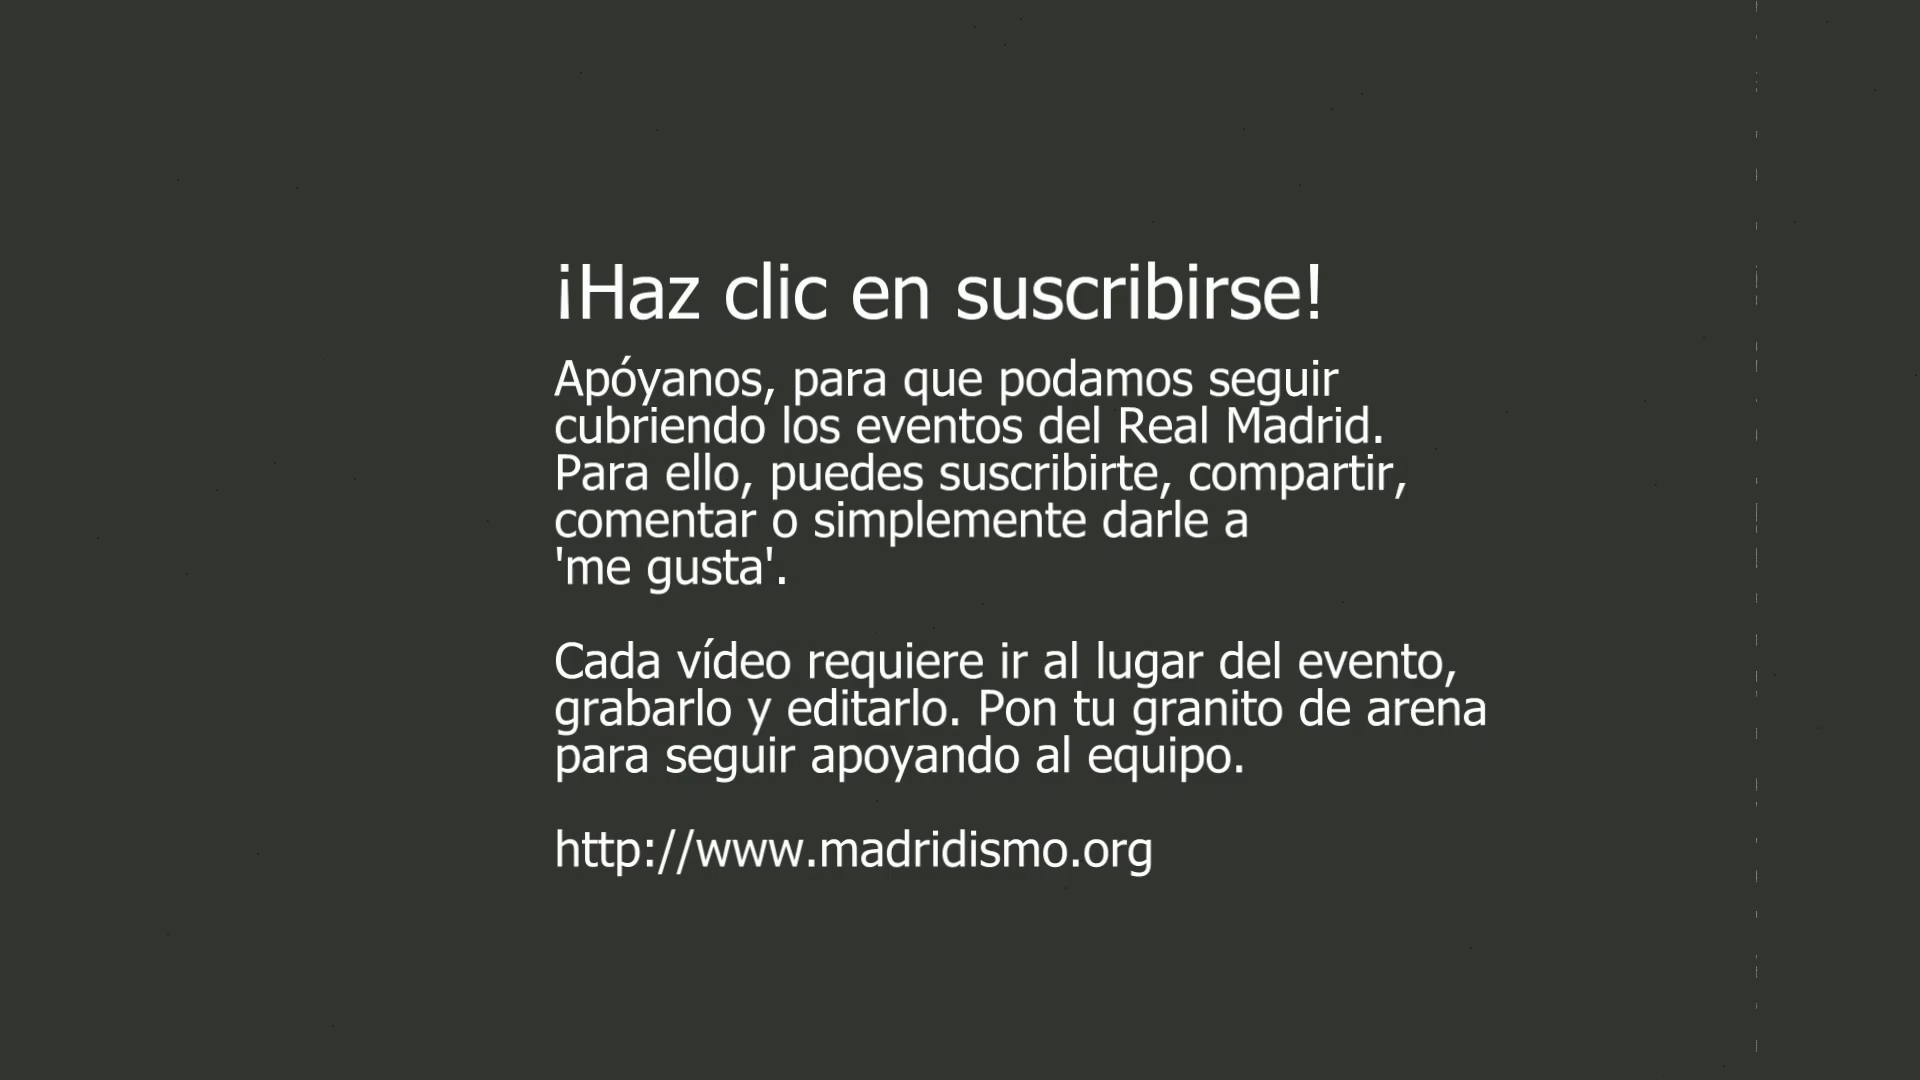 ¡Haz clic en suscribirse!
Apóyanos, para que podamos seguir
cubriendo los eventos del Real Madrid.
Para ello, puedes suscribirte, compartir,
comentar o simplemente darle a
'me gusta'.
Cada vídeo requiere ir al lugar del evento,
grabarlo y editarlo. Pon tu granito de arena
para seguir apoyando al equipo.
http://www.madridismo.org